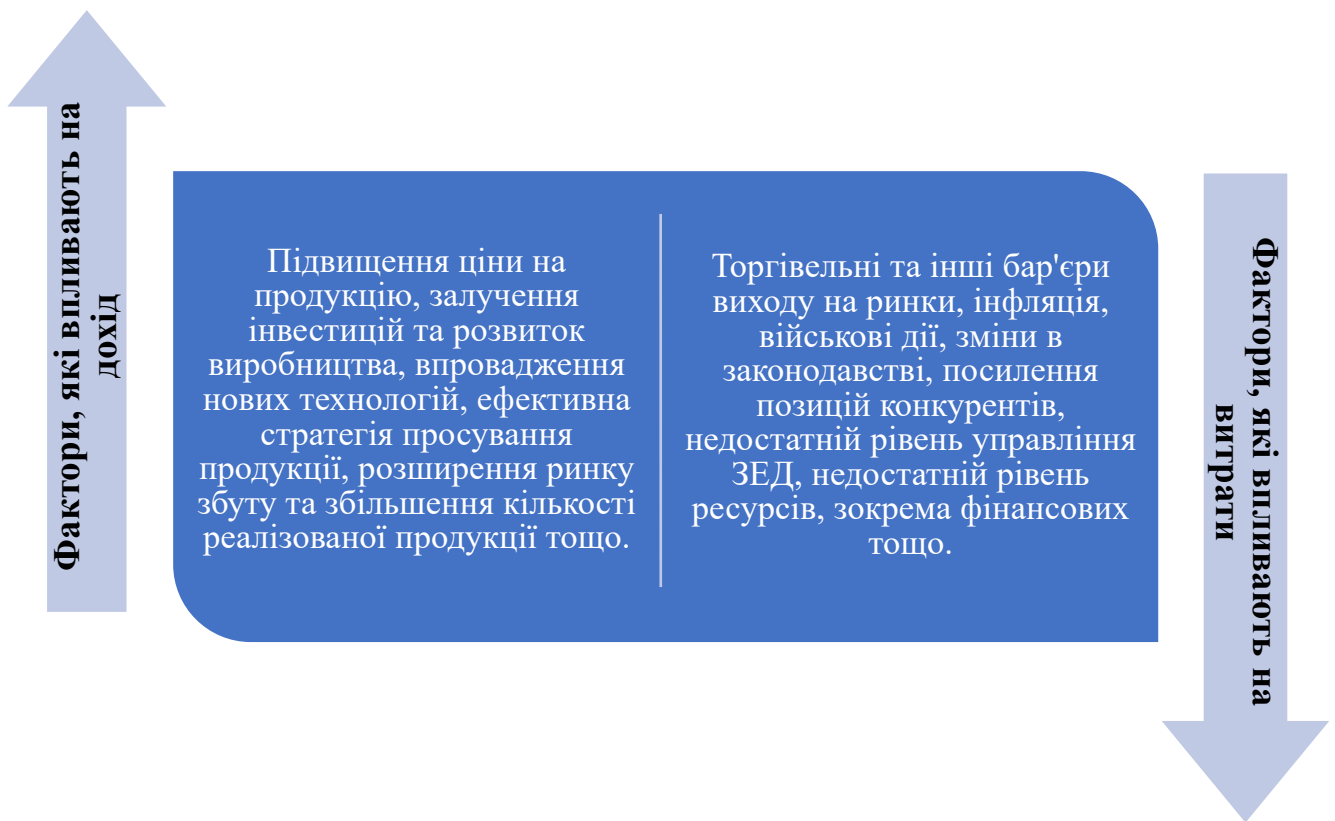 Фактори, які впливають на
дохід
Підвищення ціни на
продукцію, залучення
інвестицій та розвиток
виробництва, впровадження
нових технологій, ефективна
стратегія просування
продукції, розширення ринку
збуту та збільшення кількості
реалізованої продукції тощо.
Торгівельні та інші бар'єри
виходу на ринки, інфляція,
військові дії, зміни в
законодавстві, посилення
позицій конкурентів,
недостатній рівень управління
ЗЕД, недостатній рівень
ресурсів, зокрема фінансових
тощо.
Фактори, які впливають на
витрати